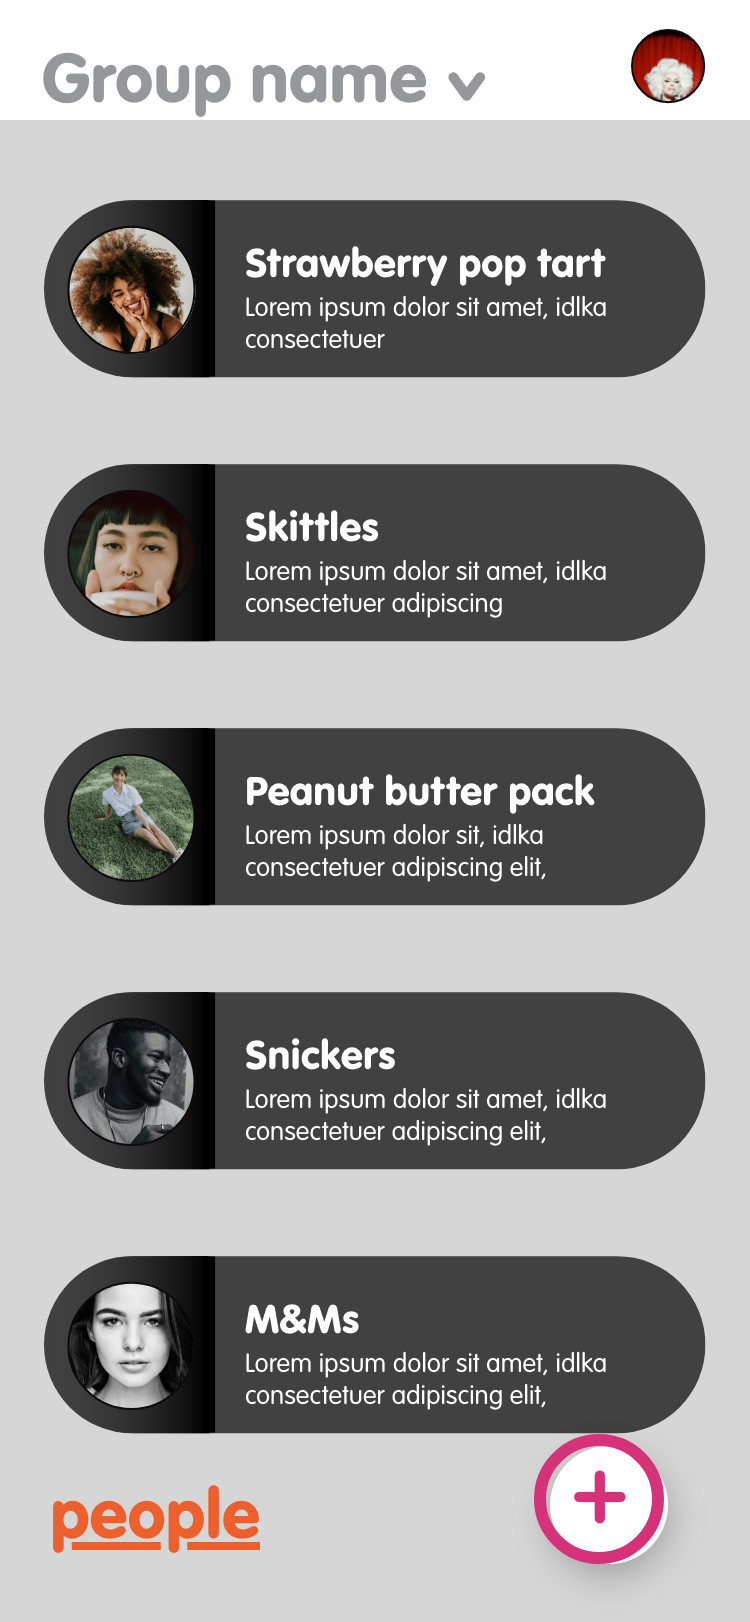 Group name
Strawberry pop tart
Lorem ipsum dolor sit amet, idlka
consectetuer
Skittles
Lorem ipsum dolor sit amet, idlka
consectetuer adipiscing
Peanut butter pack
Lorem ipsum dolor sit, idlka
consectetuer adipiscing elit,
Snickers
Lorem ipsum dolor sit amet, idlka
consectetuer adipiscing elit,
M&Ms
Lorem ipsum dolor sit amet, idlka
consectetuer adipiscing elit,
people